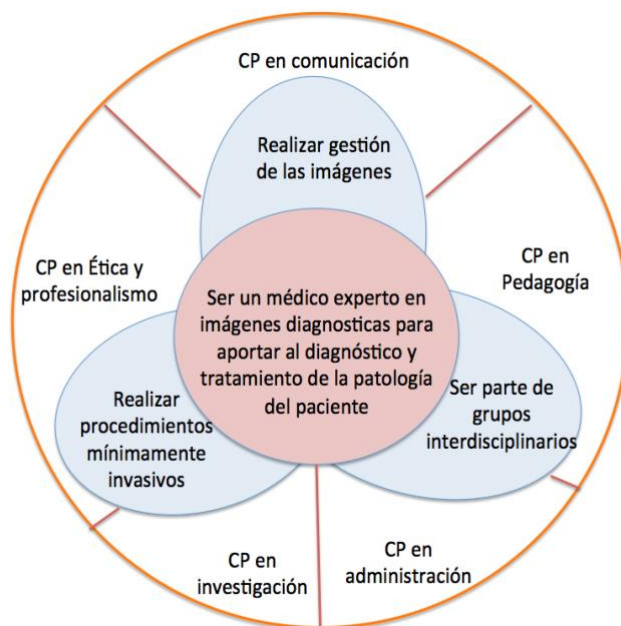 CP en comunicación
Realizar gestión
de las imágenes
CP en Ética y
profesionalismo
CP en
Pedagogía
Ser un médico experto en
imágenes diagnosticas para
aportar al diagnóstico y
tratamiento de la patología
del paciente
Realizar
procedimientos
mínimamente
invasivos
Ser parte de
grupos
interdisciplinarios
CP en
investigación
CP en
administración